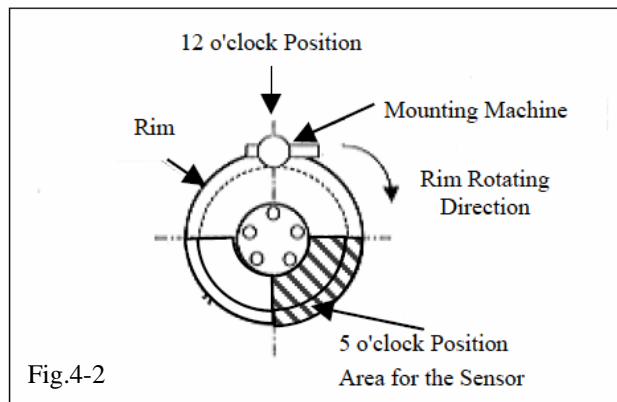 12 o'clock Position
Mounting Machine
Rim
Rim Rotating
Direction
5 o'clock Position
Area for the Sensor
Fig.4-2